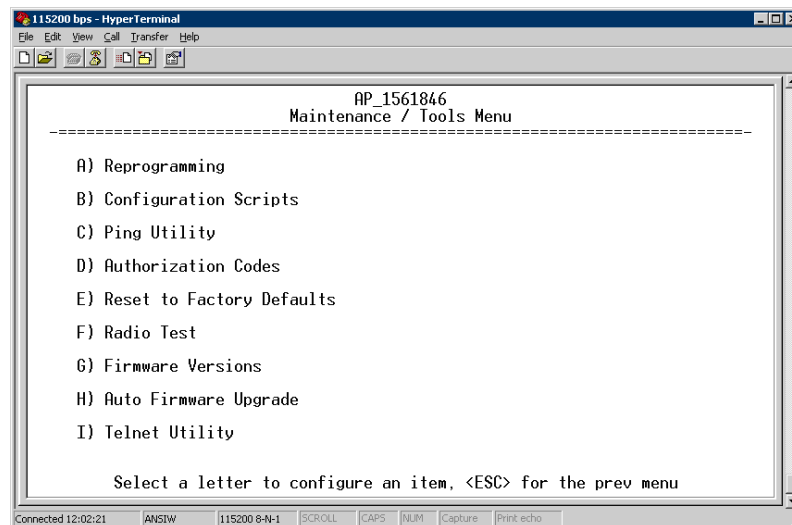 115200 bps - HyperTerminal
File Edit View Call Transfer Help
AP_1561846
Maintenance / Tools Menu
-==========================================================================-
A) Reprogramming
B) Configuration Scripts
C) Ping Utility
D) Authorization Codes
E) Reset to Factory Defaults
F) Radio Test
G) Firmware Versions
H) Auto Firmware Upgrade
I) Telnet Utility
Select a letter to configure an item, <ESC> for the prev menu
Connected 12:02:21 ANSIW 115200 8-N-1 SCROLL CAPS NUM Capture Print echo